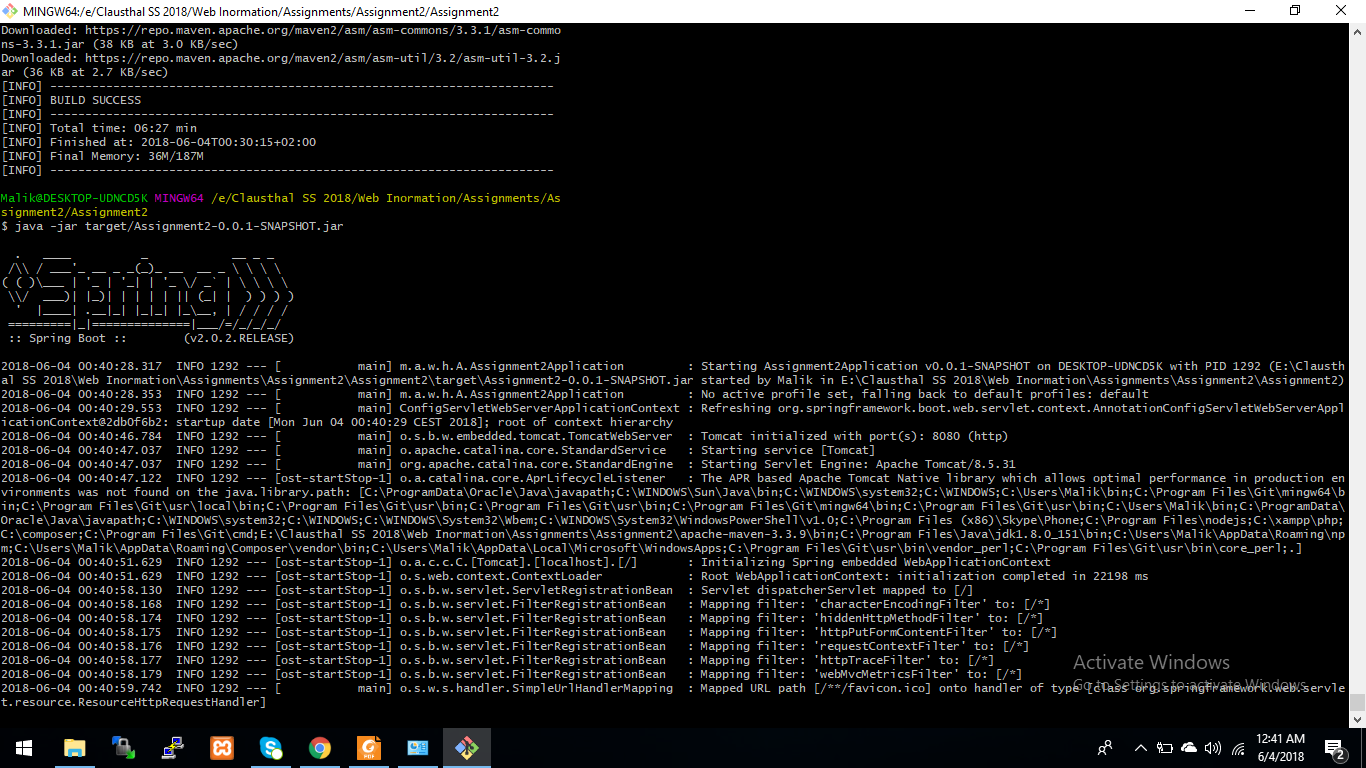 MINGW64:/e/Clausthal SS 2018/Web Inormation/Assignments/Assignment2/Assignment2
Downloaded: https://repo.maven.apache.org/maven2/asm/asm-commons/3.3.1/asm-commo
ns-3.3.1.jar (38 KB at 3.0 KB/sec)
Downloaded: https://repo.maven.apache.org/maven2/asm/asm-util/3.2/asm-util-3.2.j
ar (36 KB at 2.7 KB/sec)
[INFO] ------------------------------------------------------------------------
[INFO] BUILD SUCCESS
[INFO] ------------------------------------------------------------------------
[INFO] Total time: 06:27 min
[INFO] Finished at: 2018-06-04T00:30:15+02:00
[INFO] Final Memory: 36M/187M
[INFO] ------------------------------------------------------------------------
Malik@DESKTOP-UDNCD5K MINGW64 /e/Clausthal SS 2018/Web Inormation/Assignments/As
signment2/Assignment2
$ java -jar target/Assignment2-0.0.1-SNAPSHOT.jar
  .   ____          _            __ _ _
 /\\ / ___'_ __ _ _(_)_ __  __ _ \ \ \ \
( ( )\___ | '_ | '_| | '_ \/ _` | \ \ \ \
 \\/  ___)| |_)| | | | | || (_| |  ) ) ) )
  '  |____| .__|_| |_|_| |_\__, | / / / /
 =========|_|==============|___/=/_/_/_/
 :: Spring Boot ::        (v2.0.2.RELEASE)
2018-06-04 00:40:28.317  INFO 1292 --- [           main] m.a.w.h.A.Assignment2Application         : Starting Assignment2Application v0.0.1-SNAPSHOT on DESKTOP-UDNCD5K with PID 1292 (E:\Clausth
al SS 2018\Web Inormation\Assignments\Assignment2\Assignment2\target\Assignment2-0.0.1-SNAPSHOT.jar started by Malik in E:\Clausthal SS 2018\Web Inormation\Assignments\Assignment2\Assignment2)
2018-06-04 00:40:28.353  INFO 1292 --- [           main] m.a.w.h.A.Assignment2Application         : No active profile set, falling back to default profiles: default
2018-06-04 00:40:29.553  INFO 1292 --- [           main] ConfigServletWebServerApplicationContext : Refreshing org.springframework.boot.web.servlet.context.AnnotationConfigServletWebServerAppl
icationContext@2db0f6b2: startup date [Mon Jun 04 00:40:29 CEST 2018]; root of context hierarchy
2018-06-04 00:40:46.784  INFO 1292 --- [           main] o.s.b.w.embedded.tomcat.TomcatWebServer  : Tomcat initialized with port(s): 8080 (http)
2018-06-04 00:40:47.037  INFO 1292 --- [           main] o.apache.catalina.core.StandardService   : Starting service [Tomcat]
2018-06-04 00:40:47.037  INFO 1292 --- [           main] org.apache.catalina.core.StandardEngine  : Starting Servlet Engine: Apache Tomcat/8.5.31
2018-06-04 00:40:47.122  INFO 1292 --- [ost-startStop-1] o.a.catalina.core.AprLifecycleListener   : The APR based Apache Tomcat Native library which allows optimal performance in production en
vironments was not found on the java.library.path: [C:\ProgramData\Oracle\Java\javapath;C:\WINDOWS\Sun\Java\bin;C:\WINDOWS\system32;C:\WINDOWS;C:\Users\Malik\bin;C:\Program Files\Git\mingw64\b
in;C:\Program Files\Git\usr\local\bin;C:\Program Files\Git\usr\bin;C:\Program Files\Git\usr\bin;C:\Program Files\Git\mingw64\bin;C:\Program Files\Git\usr\bin;C:\Users\Malik\bin;C:\ProgramData\
Oracle\Java\javapath;C:\WINDOWS\system32;C:\WINDOWS;C:\WINDOWS\System32\Wbem;C:\WINDOWS\System32\WindowsPowerShell\v1.0;C:\Program Files (x86)\Skype\Phone;C:\Program Files\nodejs;C:\xampp\php;
C:\composer;C:\Program Files\Git\cmd;E:\Clausthal SS 2018\Web Inormation\Assignments\Assignment2\apache-maven-3.3.9\bin;C:\Program Files\Java\jdk1.8.0_151\bin;C:\Users\Malik\AppData\Roaming\np
m;C:\Users\Malik\AppData\Roaming\Composer\vendor\bin;C:\Users\Malik\AppData\Local\Microsoft\WindowsApps;C:\Program Files\Git\usr\bin\vendor_perl;C:\Program Files\Git\usr\bin\core_perl;.]
2018-06-04 00:40:51.629  INFO 1292 --- [ost-startStop-1] o.a.c.c.C.[Tomcat].[localhost].[/]       : Initializing Spring embedded WebApplicationContext
2018-06-04 00:40:51.629  INFO 1292 --- [ost-startStop-1] o.s.web.context.ContextLoader            : Root WebApplicationContext: initialization completed in 22198 ms
2018-06-04 00:40:58.130  INFO 1292 --- [ost-startStop-1] o.s.b.w.servlet.ServletRegistrationBean  : Servlet dispatcherServlet mapped to [/]
2018-06-04 00:40:58.168  INFO 1292 --- [ost-startStop-1] o.s.b.w.servlet.FilterRegistrationBean   : Mapping filter: 'characterEncodingFilter' to: [/*]
2018-06-04 00:40:58.174  INFO 1292 --- [ost-startStop-1] o.s.b.w.servlet.FilterRegistrationBean   : Mapping filter: 'hiddenHttpMethodFilter' to: [/*]
2018-06-04 00:40:58.175  INFO 1292 --- [ost-startStop-1] o.s.b.w.servlet.FilterRegistrationBean   : Mapping filter: 'httpPutFormContentFilter' to: [/*]
2018-06-04 00:40:58.176  INFO 1292 --- [ost-startStop-1] o.s.b.w.servlet.FilterRegistrationBean   : Mapping filter: 'requestContextFilter' to: [/*]
2018-06-04 00:40:58.177  INFO 1292 --- [ost-startStop-1] o.s.b.w.servlet.FilterRegistrationBean   : Mapping filter: 'httpTraceFilter' to: [/*]
2018-06-04 00:40:58.179  INFO 1292 --- [ost-startStop-1] o.s.b.w.servlet.FilterRegistrationBean   : Mapping filter: 'webMvcMetricsFilter' to: [/*]
2018-06-04 00:40:59.742  INFO 1292 --- [           main] o.s.w.s.handler.SimpleUrlHandlerMapping  : Mapped URL path [/**/favicon.ico] onto handler of type [class org.springframework.web.servle
t.resource.ResourceHttpRequestHandler]
Activate Windows
Go to Settings to activate Windows.
PDF
12:41 AM
6/4/2018
2